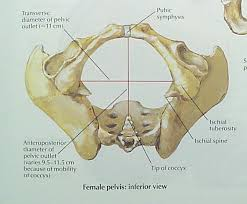 Transverse
diameter of pelvic
outlet (≈11 cm)
Pubic
symphysis
Anteroposterior
diameter of
pelvic outlet
(varies 9.5–11.5 cm
because of mobility
of coccyx)
Ischial
tuberosity
Ischial spine
Tip of coccyx
Female pelvis: inferior view